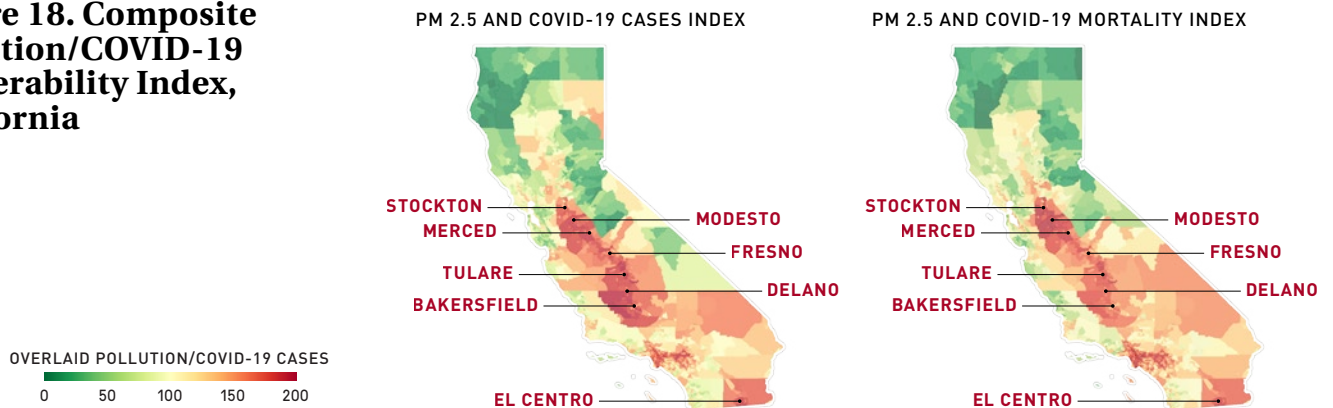 re 18. Composite
tion/COVID-19
erability Index,
ornia
PM 2.5 AND COVID-19 CASES INDEX
STOCKTON
MERCED
TULARE
BAKERSFIELD
EL CENTRO
MODESTO
FRESNO
DELANO
PM 2.5 AND COVID-19 MORTALITY INDEX
STOCKTON
MERCED
TULARE
BAKERSFIELD
EL CENTRO
MODESTO
FRESNO
DELANO
OVERLAID POLLUTION/COVID-19 CASES
0 50 100 150 200